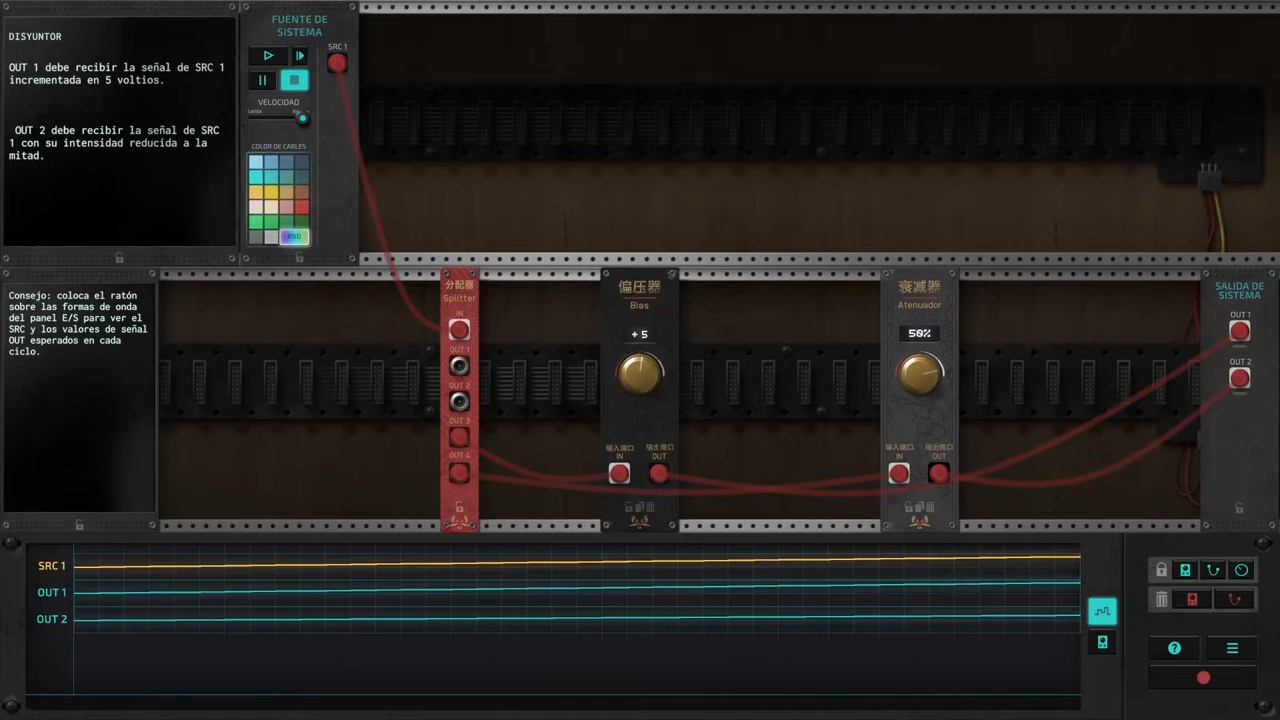 DISYUNTOR
OUT 1 debe recibir la señal de SRC 1
incrementada en 5 voltios.
OUT 2 debe recibir la señal de SRC
1 con su intensidad reducida a la
mitad.
FUENTE DE
SISTEMA
SRC 1
VELOCIDAD
Lenta
COLOR DE CABLES
RND
Consejo: coloca el ratón
sobre las formas de onda
del panel E/S para ver el
SRC y los valores de señal
OUT esperados en cada
ciclo.
分配器
Splitter
IN
OUT 1
OUT 2
OUT 3
OUT 4
偏压器
Bias
+5
输入端口
IN
输出端口
OUT
衰减器
Atenuador
50%
输入端口
IN
输出端口
OUT
SALIDA DE
SISTEMA
OUT 1
OUT 2
SRC 1
OUT 1
OUT 2
?